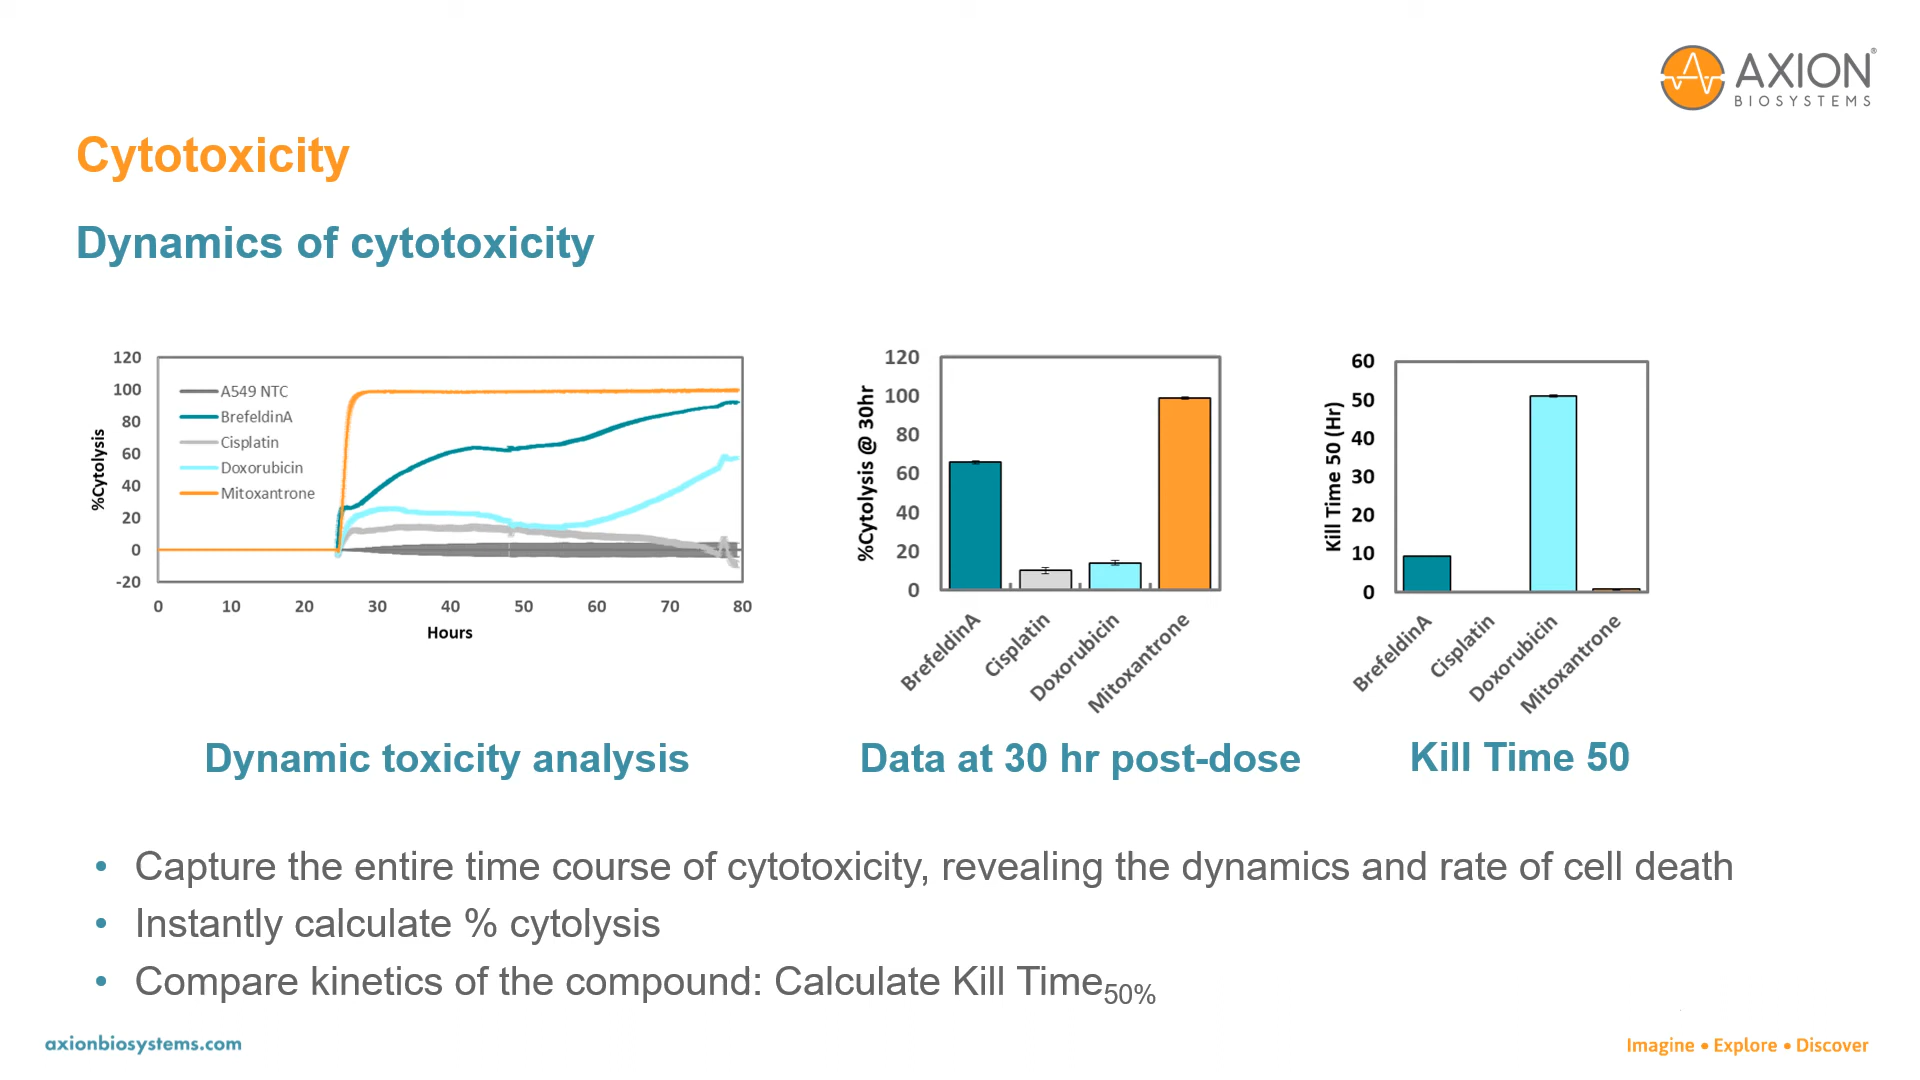 AXION®
BIOSYSTEMS
Cytotoxicity
Dynamics of cytotoxicity
120
100
80
60
40
20
0
-20
%Cytolysis
A549 NTC
BrefeldinA
Cisplatin
Doxorubicin
Mitoxantrone
0 10 20 30 40 50 60 70 80
Hours
120
100
80
60
40
20
0
%Cytolysis @ 30hr
BrefeldinA
Cisplatin
Doxorubicin
Mitoxantrone
60
50
40
30
20
10
0
Kill Time 50 (Hr)
BrefeldinA
Cisplatin
Doxorubicin
Mitoxantrone
Dynamic toxicity analysis
Data at 30 hr post-dose
Kill Time 50
• Capture the entire time course of cytotoxicity, revealing the dynamics and rate of cell death
• Instantly calculate % cytolysis
• Compare kinetics of the compound: Calculate Kill Time50%
axionbiosystems.com
Imagine • Explore • Discover